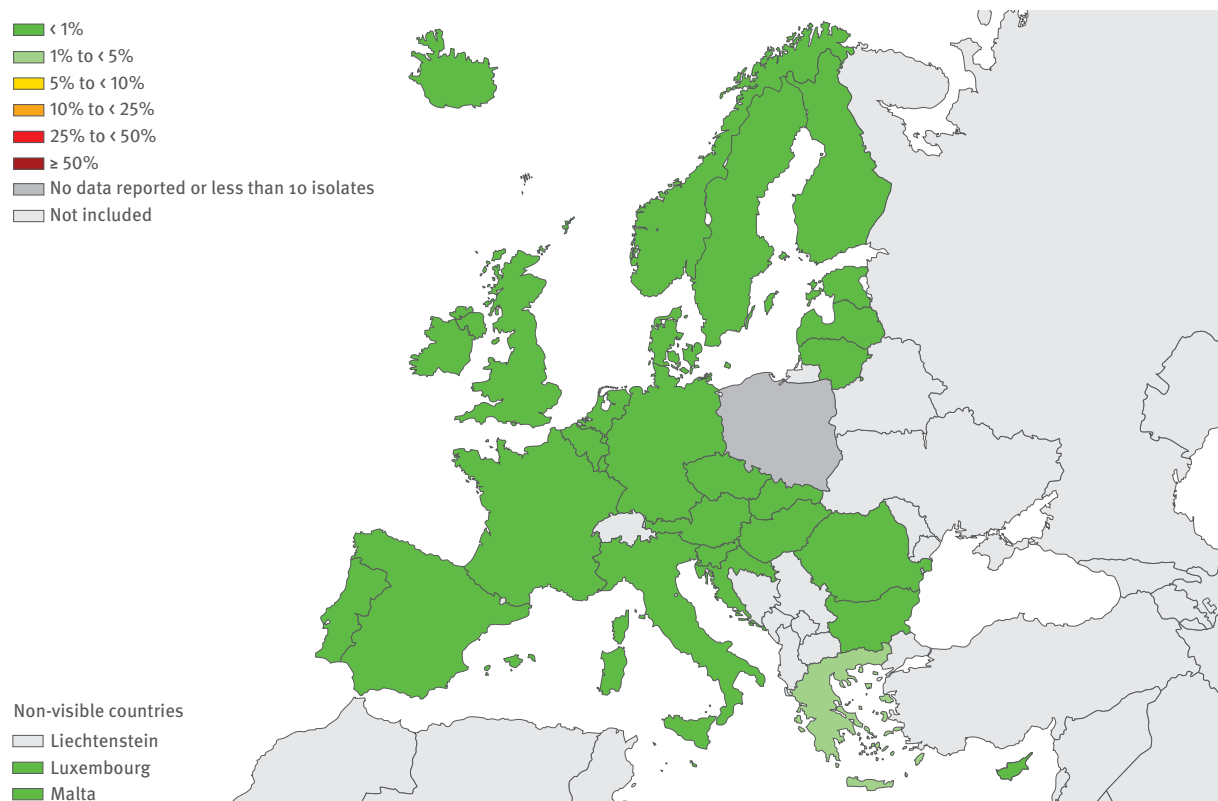 < 1%
1% to < 5%
5% to < 10%
10% to < 25%
25% to < 50%
≥ 50%
No data reported or less than 10 isolates
Not included
Non-visible countries
Liechtenstein
Luxembourg
Malta